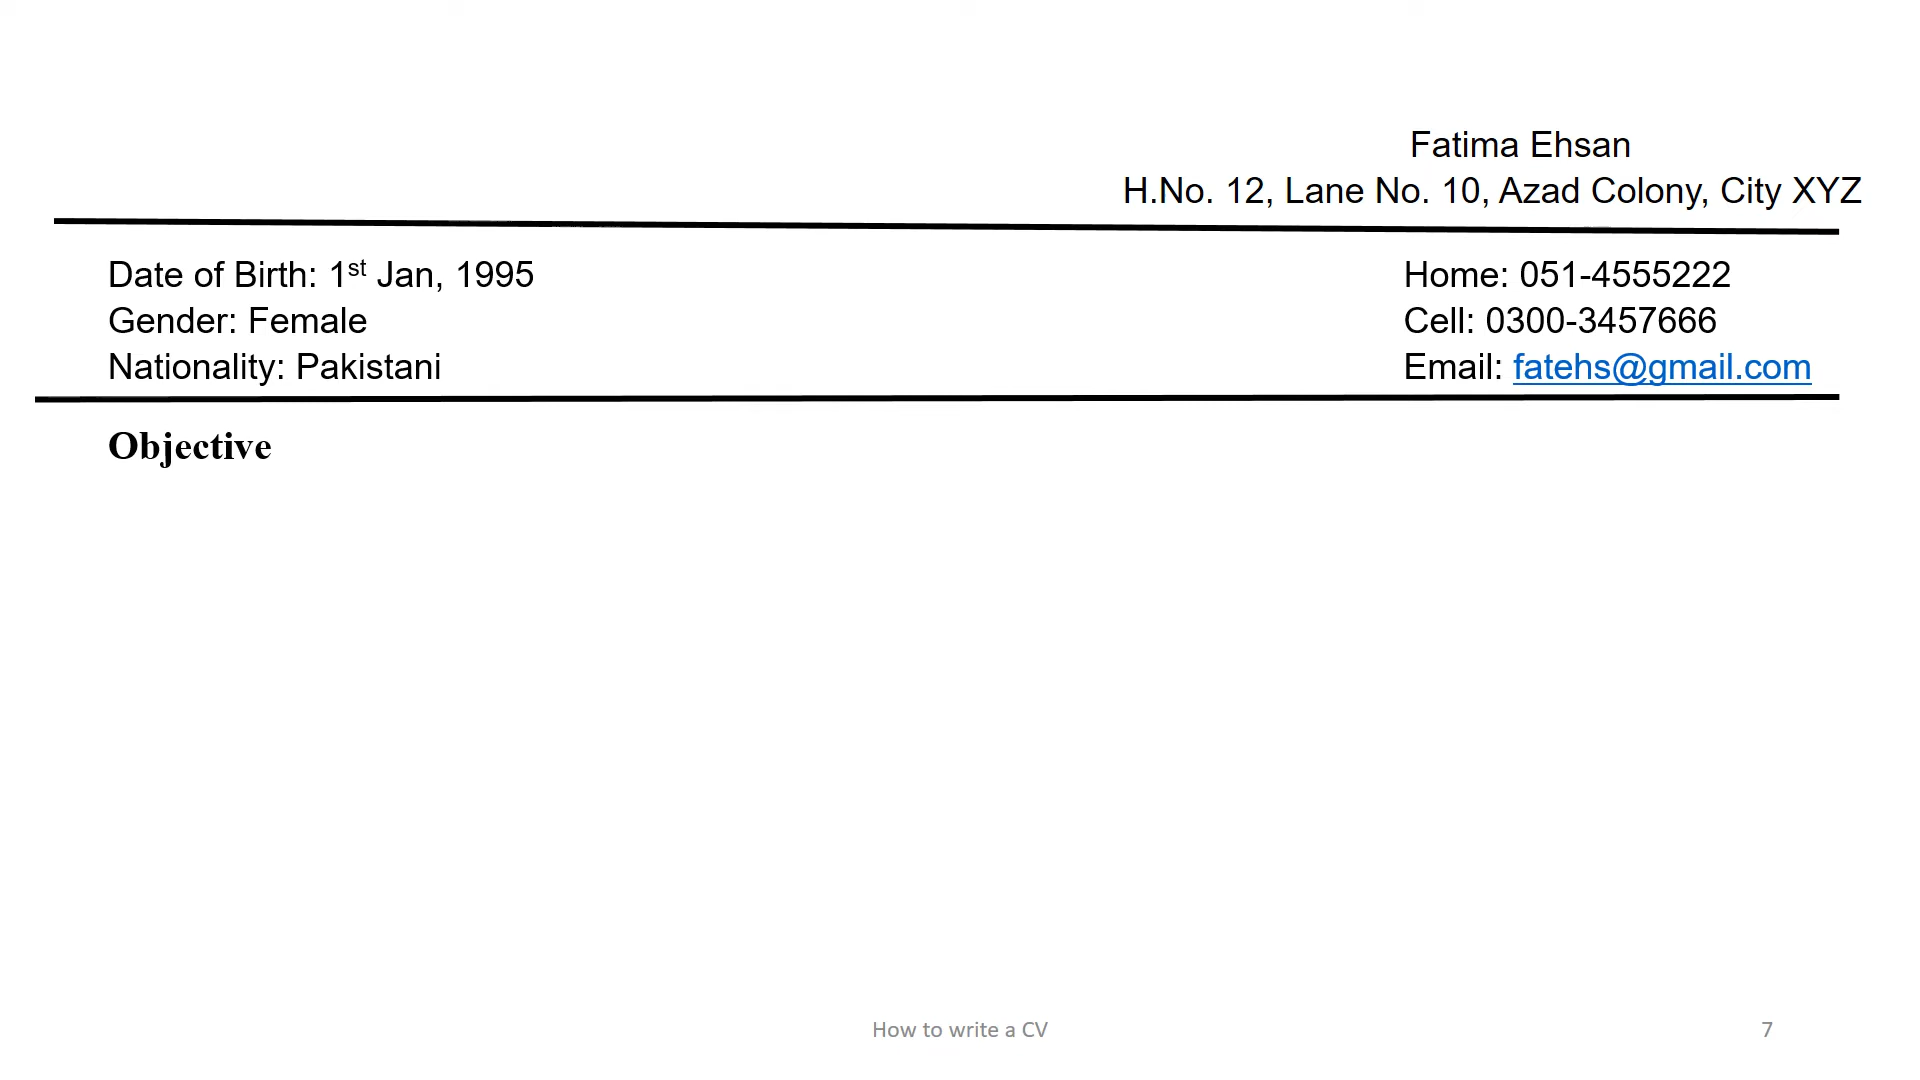 Fatima Ehsan
H.No. 12, Lane No. 10, Azad Colony, City XYZ
Date of Birth: 1st Jan, 1995
Gender: Female
Nationality: Pakistani
Home: 051-4555222
Cell: 0300-3457666
Email: fatehs@gmail.com
Objective
How to write a CV
7